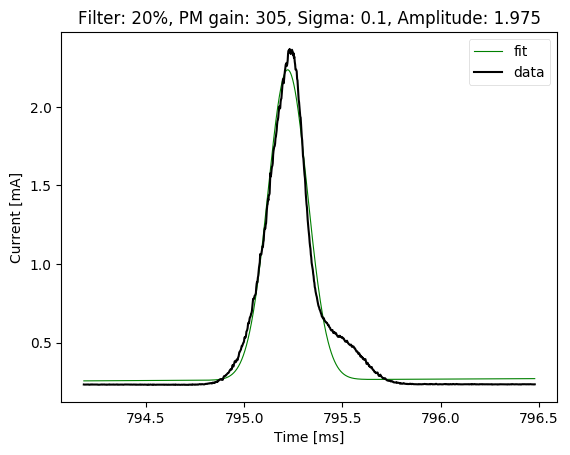 Filter: 20%, PM gain: 305, Sigma: 0.1, Amplitude: 1.975
fit
data
2.0
1.5
1.0
0.5
Current [mA]
794.5
795.0
795.5
796.0
796.5
Time [ms]